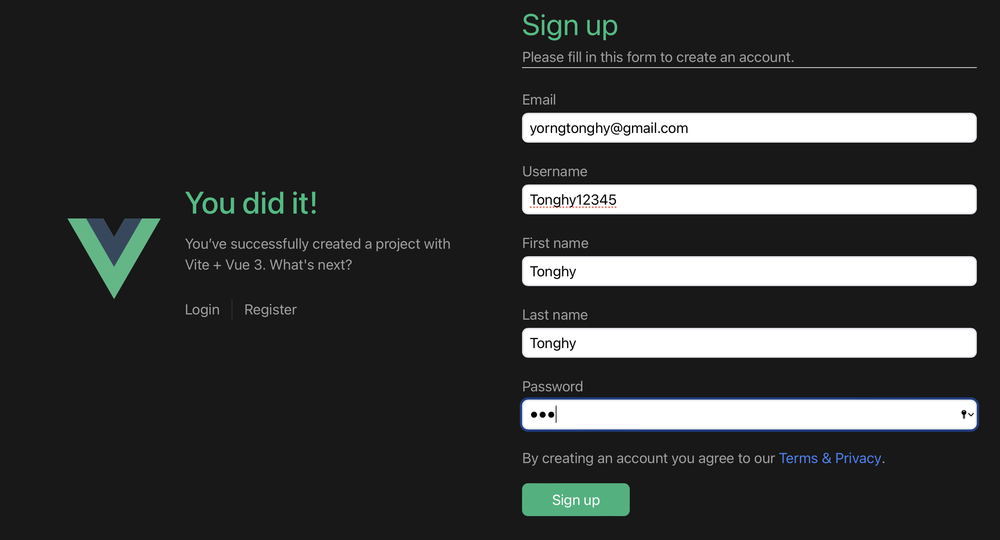 You did it!
You’ve successfully created a project with
Vite + Vue 3. What's next?
Login
Register
Sign up
Please fill in this form to create an account.
Email
yorngtonghy@gmail.com
Username
Tonghy12345
First name
Tonghy
Last name
Tonghy
Password
•••
By creating an account you agree to our Terms & Privacy.
Sign up